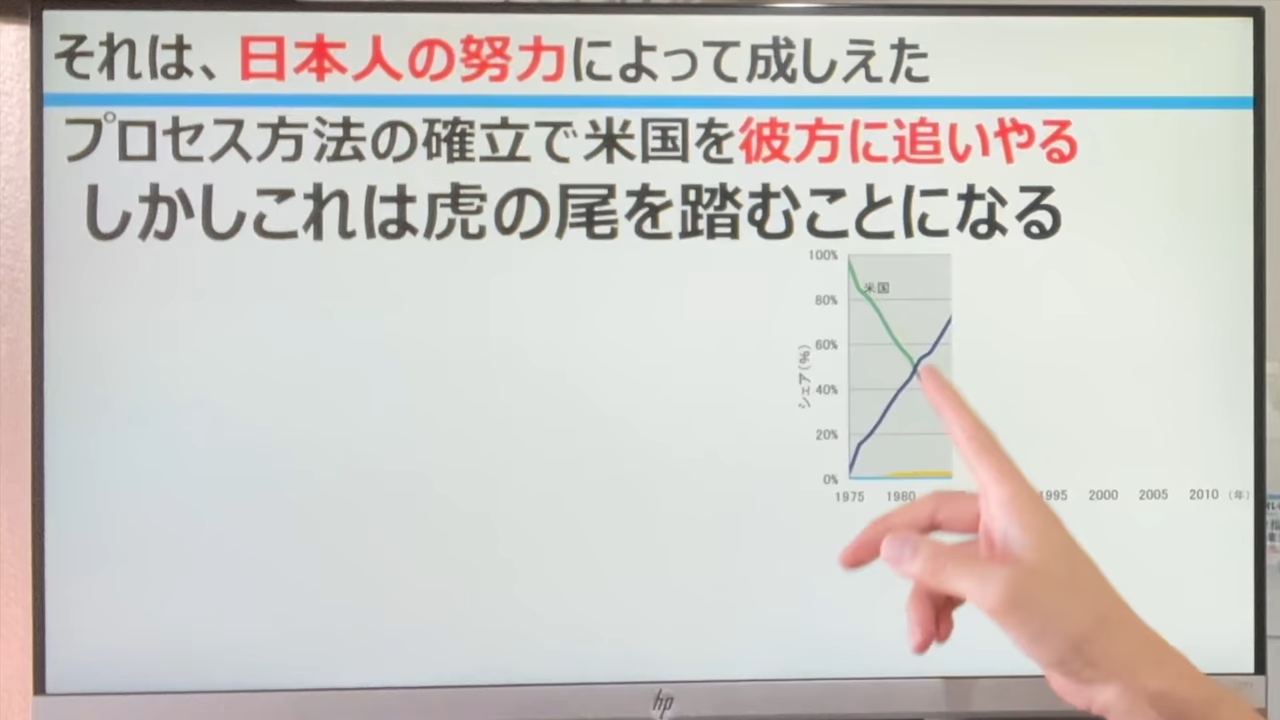 それは、日本人の努力によって成しえた
プロセス方法の確立で米国を彼方に追いやる
しかしこれは虎の尾を踏むことになる
100%
米国
80%
60%
40%
20%
0%
シェア(%)
1975 1980 1995 2000 2005 2010 (年)
hp